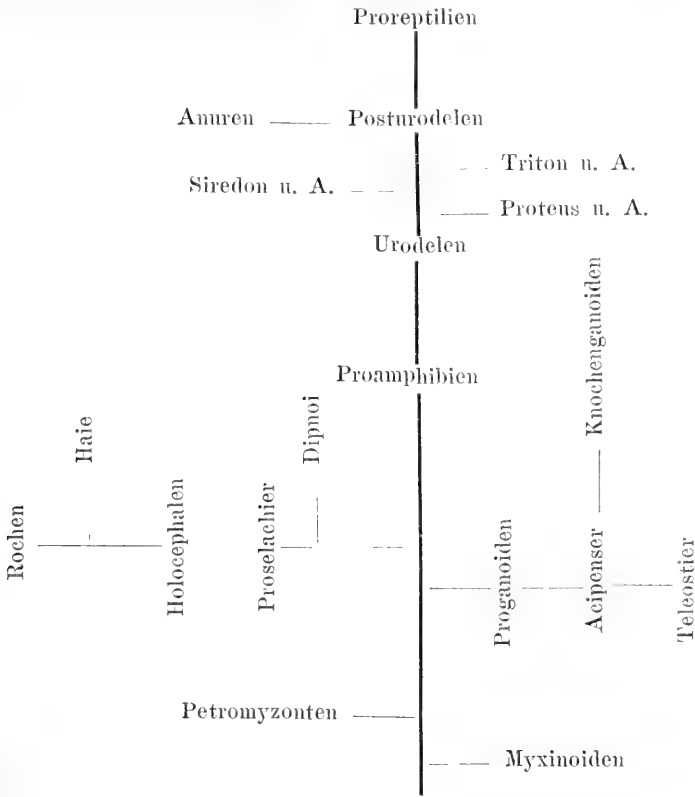 Proreptilien
Anuren
Posturodelen
Triton u. A.
Siredon u. A.
Proteus u. A.
Urodelen
Knochenganoiden
Proamphibien
Dipnoi
Haie
Rochen
Holocephalen
Proselachier
Proganoiden
Acipenser
Teleostier
Petromyzonten
Myxinoiden